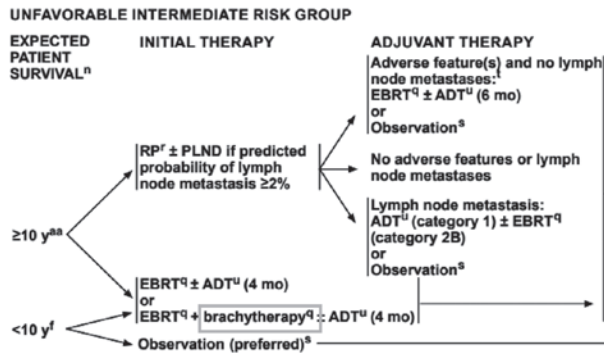 UNFAVORABLE INTERMEDIATE RISK GROUP
EXPECTED
PATIENT
SURVIVALⁿ
INITIAL THERAPY
ADJUVANT THERAPY
Adverse feature(s) and no lymph
node metastases:ᵗ
EBRTq ± ADTᵘ (6 mo)
or
Observationˢ
RPʳ ± PLND if predicted
probability of lymph
node metastasis ≥2%
No adverse features or lymph
node metastases
Lymph node metastasis:
ADTᵘ (category 1) ± EBRTq
(category 2B)
or
Observationˢ
≥10 yᵃᵃ
EBRTq ± ADTᵘ (4 mo)
or
EBRTq + brachytherapyq ± ADTᵘ (4 mo)
<10 yᶠ
Observation (preferred)ˢ